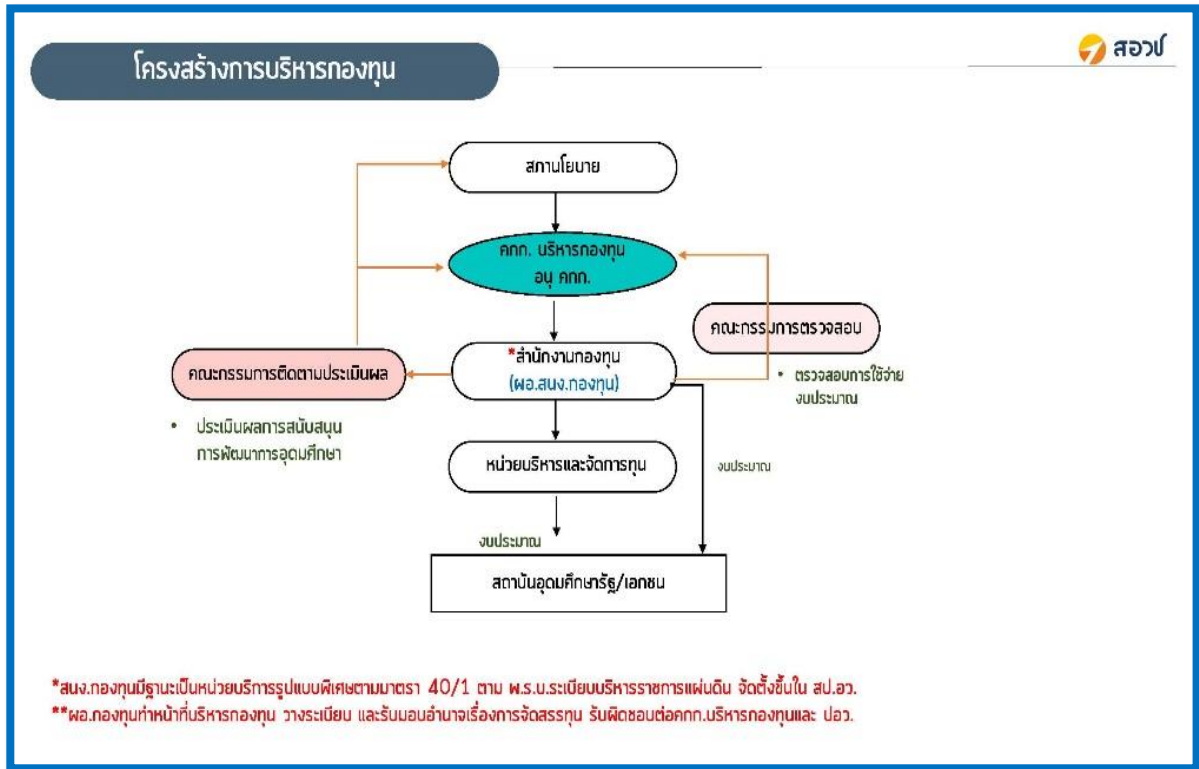 โครงสร้างการบริหารกองทุน
สอวช
สภานโยบาย
คกก. บริหารกองทุน
อนุ คกก.
คณะกรรมการตรวจสอบ
*สำนักงานกองทุน
(ผอ.สนง.กองทุน)
คณะกรรมการติดตามประเมินผล
• ตรวจสอบการใช้จ่าย
งบประมาณ
• ประเมินผลการสนับสนุน
การพัฒนาการอุดมศึกษา
หน่วยบริหารและจัดการทุน
งบประมาณ
งบประมาณ
สถาบันอุดมศึกษารัฐ/เอกชน
*สนง.กองทุนมีฐานะเป็นหน่วยบริการรูปแบบพิเศษตามมาตรา 40/1 ตาม พ.ร.บ.ระเบียบบริหารราชการแผ่นดิน จัดตั้งขึ้นใน สป.อว.
**ผอ.กองทุนทำหน้าที่บริหารกองทุน วางระเบียบ และรับมอบอำนาจเรื่องการจัดสรรทุน รับผิดชอบต่อคกก.บริหารกองทุนและ ปอว.